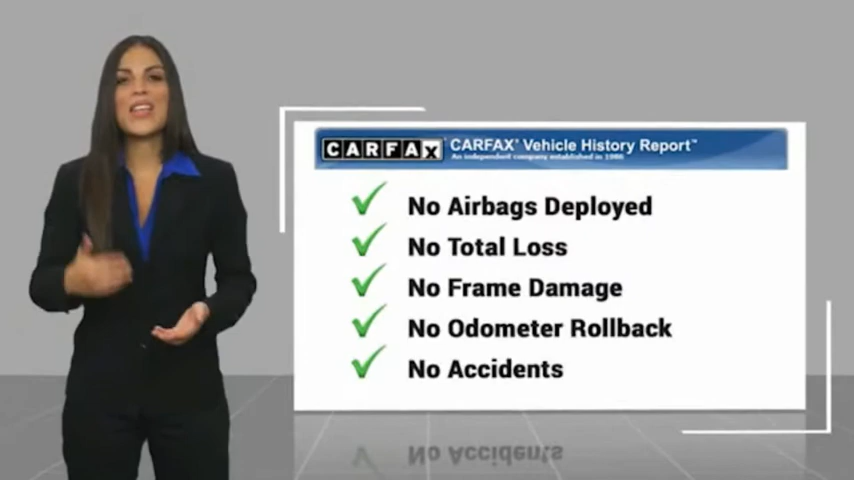 CARFAX CARFAX® Vehicle History Report™
An independent company established in 1986
No Airbags Deployed
No Total Loss
No Frame Damage
No Odometer Rollback
No Accidents
No Accidents